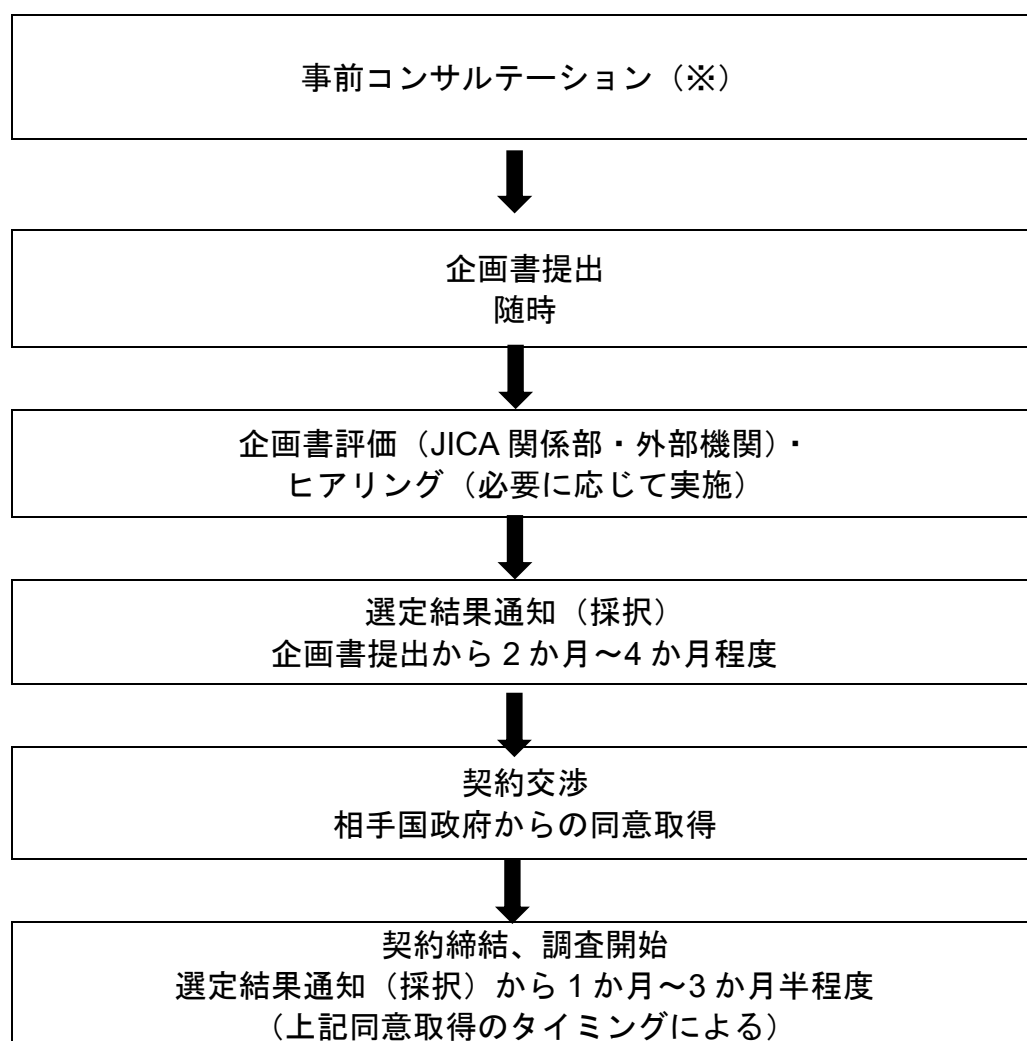 事前コンサルテーション（※）
企画書提出
随時
企画書評価（JICA 関係部・外部機関）・
ヒアリング（必要に応じて実施）
選定結果通知（採択）
企画書提出から 2 か月～4 か月程度
契約交渉
相手国政府からの同意取得
契約締結、調査開始
選定結果通知（採択）から 1 か月～3 か月半程度
（上記同意取得のタイミングによる）